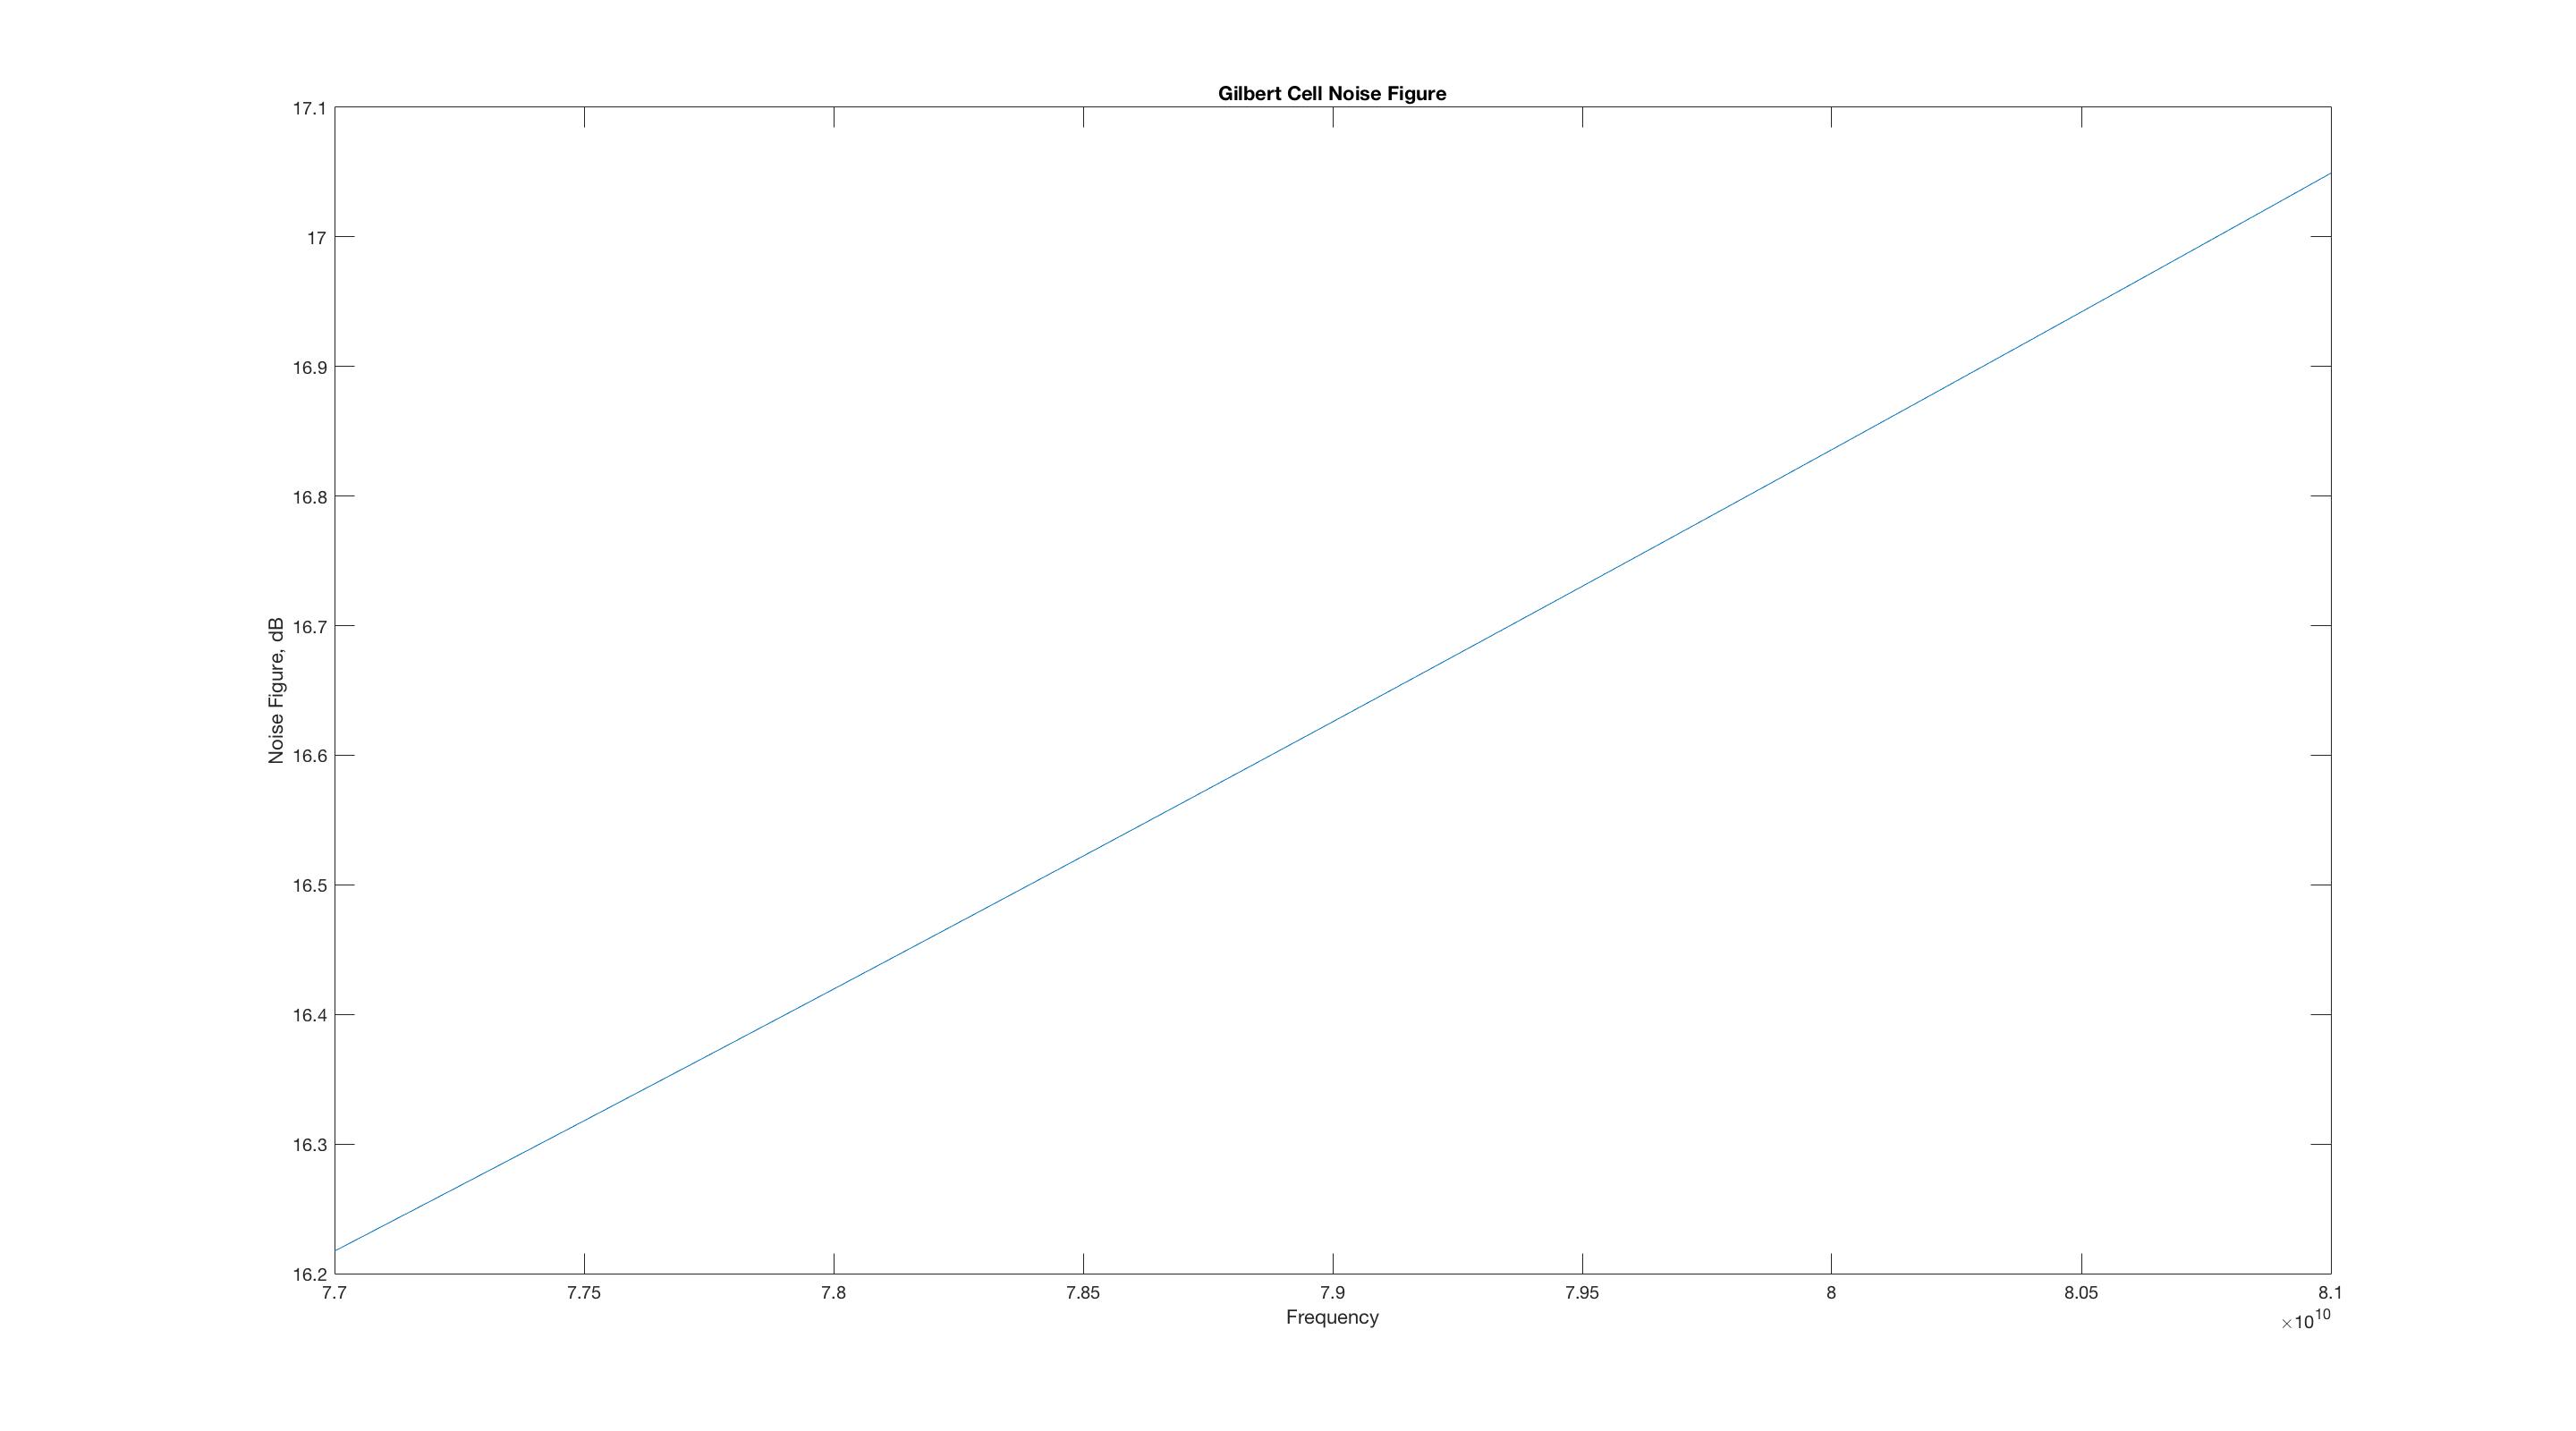 Gilbert Cell Noise Figure
17.1
17
16.9
16.8
16.7
16.6
16.5
16.4
16.3
16.2
Noise Figure, dB
7.7 7.75 7.8 7.85 7.9 7.95 8 8.05 8.1
Frequency
×10^10